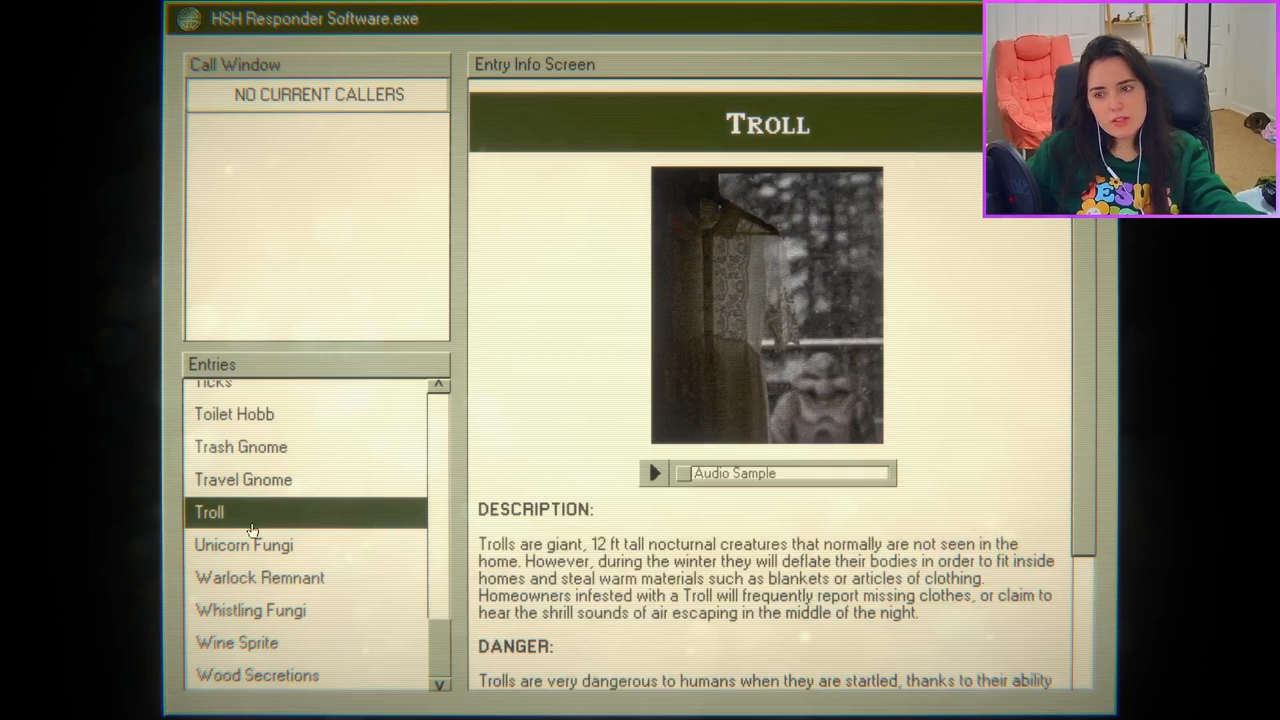 HSH Responder Software.exe
Call Window
NO CURRENT CALLERS
Entries
Ticks
Toilet Hobb
Trash Gnome
Travel Gnome
Troll
Unicorn Fungi
Warlock Remnant
Whistling Fungi
Wine Sprite
Wood Secretions
Entry Info Screen
TROLL
Audio Sample
DESCRIPTION:
Trolls are giant, 12 ft tall nocturnal creatures that normally are not seen in the
home. However, during the winter they will deflate their bodies in order to fit inside
homes and steal warm materials such as blankets or articles of clothing.
Homeowners infested with a Troll will frequently report missing clothes, or claim to
hear the shrill sounds of air escaping in the middle of the night.
DANGER:
Trolls are very dangerous to humans when they are startled, thanks to their ability
JESUS